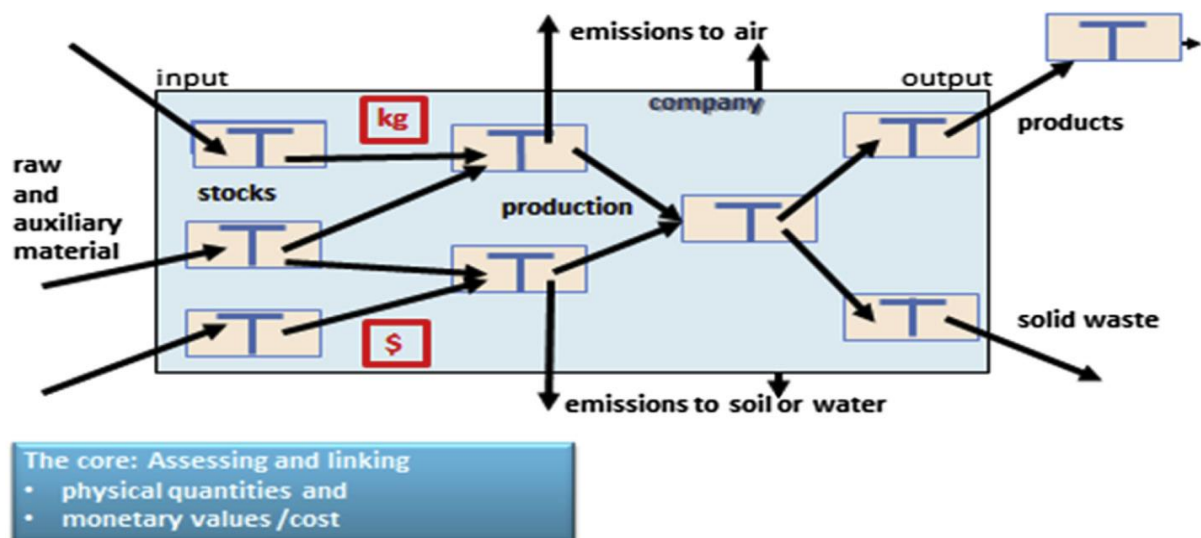 emissions to air
input
output
company
kg
products
raw
and
auxiliary
material
stocks
production
$
solid waste
emissions to soil or water
The core: Assessing and linking
• physical quantities and
• monetary values /cost